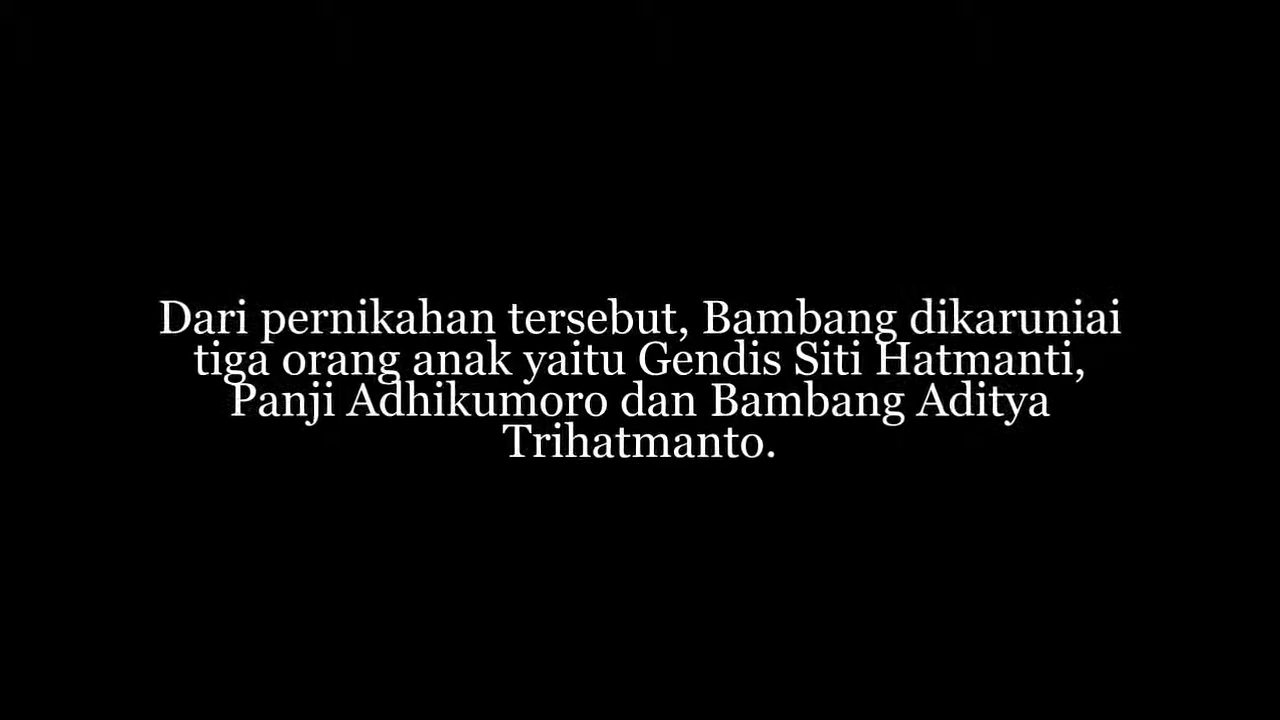 Dari pernikahan tersebut, Bambang dikaruniai
tiga orang anak yaitu Gendis Siti Hatmanti,
Panji Adhikumoro dan Bambang Aditya
Trihatmanto.